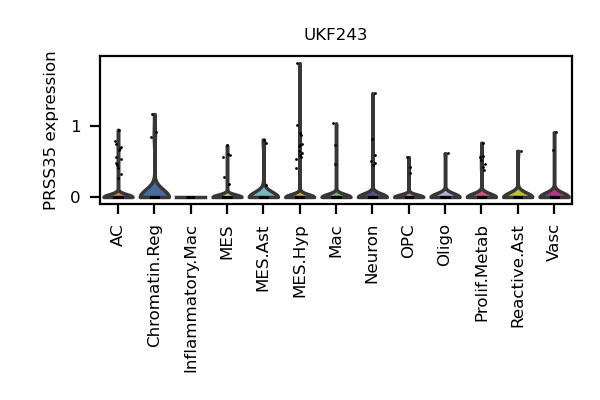 UKF243
PRSS35 expression
1
0
AC
Chromatin.Reg
Inflammatory.Mac
MES
MES.Ast
MES.Hyp
Mac
Neuron
OPC
Oligo
Prolif.Metab
Reactive.Ast
Vasc